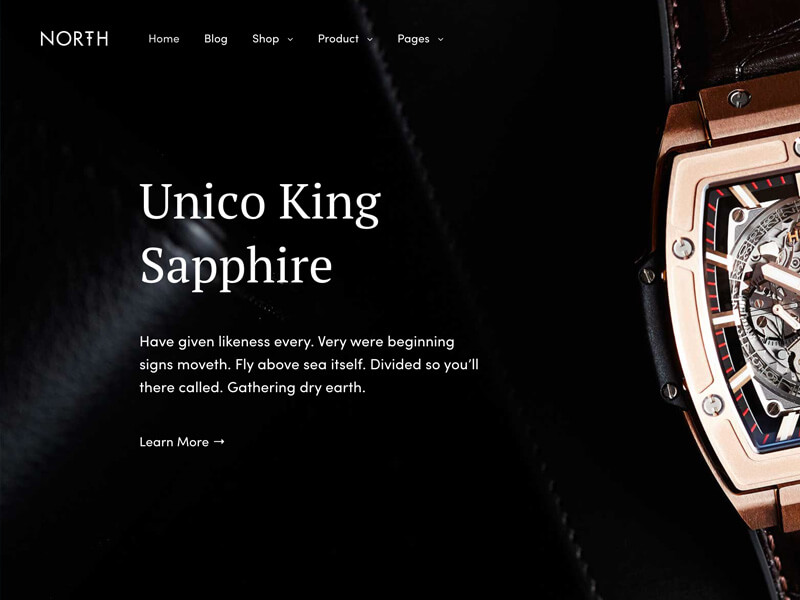 NORTH Home Blog Shop Product Pages
Unico King
Sapphire
Have given likeness every. Very were beginning
signs moveth. Fly above sea itself. Divided so you’ll
there called. Gathering dry earth.
Learn More →